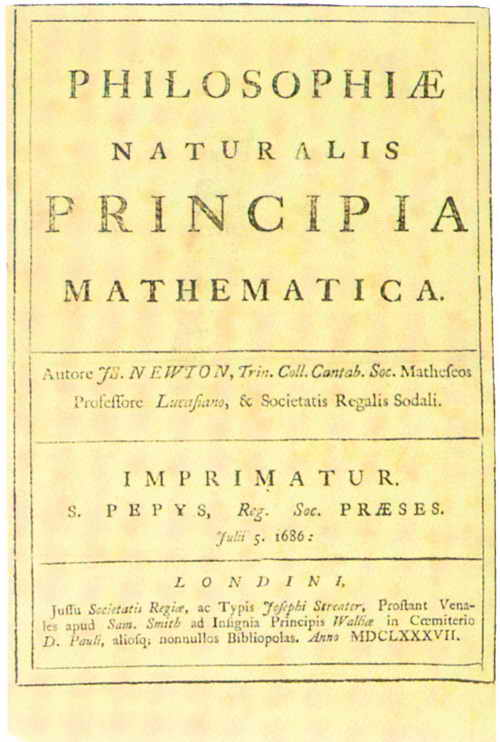 PHILOSOPHIÆ
NATURALIS
PRINCIPIA
MATHEMATICA.
Autore JS. NEWTON, Trin. Coll. Cantab. Soc. Matheſeos
Profeſſore Lucaſiano, & Societatis Regalis Sodali.
IMPRIMATUR.
S. PEPYS, Reg. Soc. PRÆSES.
Julii 5. 1686:
LONDINI,
Juſſu Societatis Regiæ, ac Typis Joſephi Streater, Proſtant Vena-
les apud Sam. Smith ad Inſignia Principis Walliæ in Cœmiterio
D. Pauli, alioſq; nonnullos Bibliopolas. Anno MDCLXXXVII.